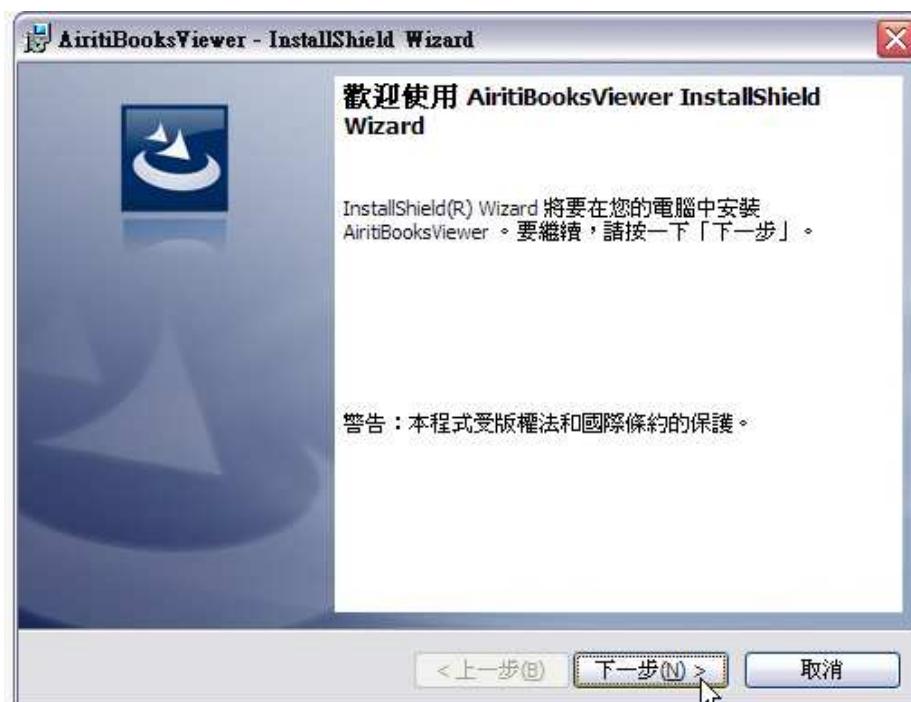 AiritiBooksViewer - InstallShield Wizard
歡迎使用 AiritiBooksViewer InstallShield
Wizard
InstallShield(R) Wizard 將要在您的電腦中安裝
AiritiBooksViewer 。要繼續，請按一下「下一步」。
警告：本程式受版權法和國際條約的保護。
< 上一步(B)
下一步(N) >
取消